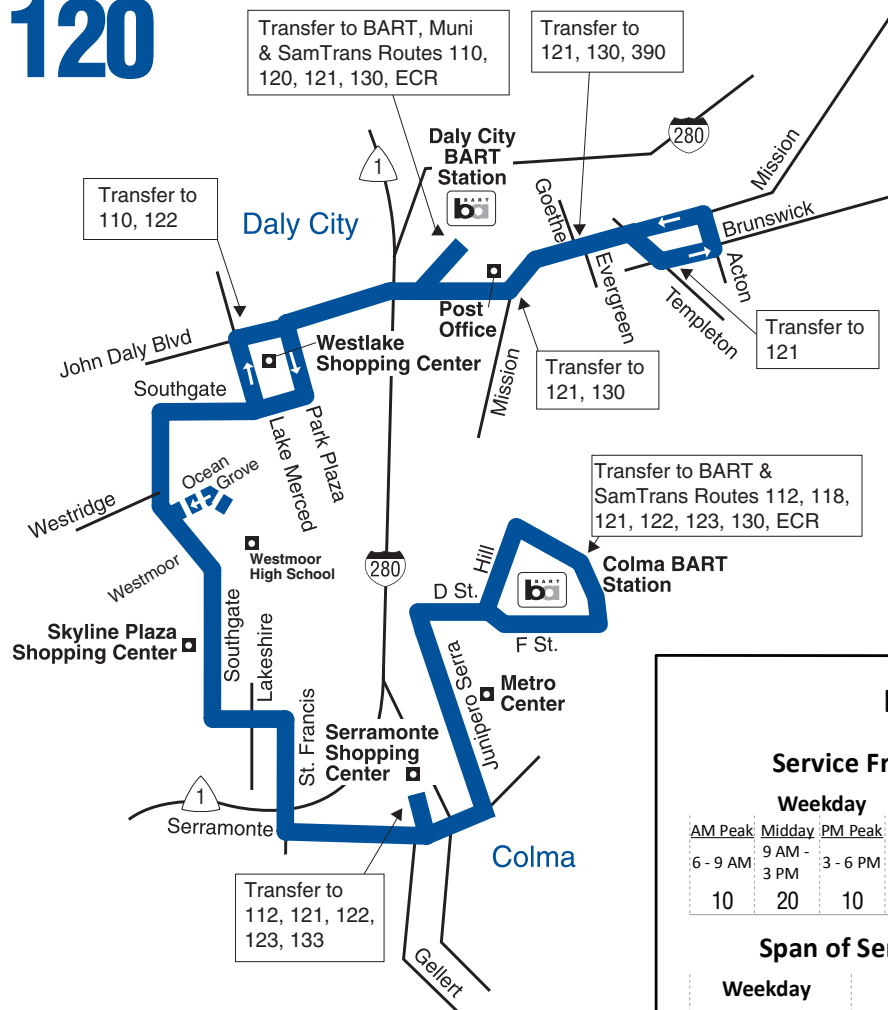 120
Transfer to BART, Muni
& SamTrans Routes 110,
120, 121, 130, ECR
Transfer to
121, 130, 390
280
Mission
1
Daly City
BART
Station
BART
ba
Transfer to
110, 122
Daly City
Goethe
Evergreen
Brunswick
Acton
Templeton
Post
Office
Mission
Transfer to
121
Transfer to
121, 130
John Daly Blvd
Westlake
Shopping Center
Southgate
Park Plaza
Lake Merced
Ocean
Grove
Westridge
Westmoor
Westmoor
High School
280
Transfer to BART &
SamTrans Routes 112, 118,
121, 122, 123, 130, ECR
Hill
BART
ba
Colma BART
Station
D St.
F St.
Skyline Plaza
Shopping Center
Southgate
Lakeshire
St. Francis
Junipero Serra
Metro
Center
Serramonte
Shopping
Center
1
Serramonte
Colma
Transfer to
112, 121, 122,
123, 133
Gellert
Service Fr
Weekday
AM Peak Midday PM Peak
6 - 9 AM 9 AM - 3 PM 3 - 6 PM
10 20 10
Span of Ser
Weekday